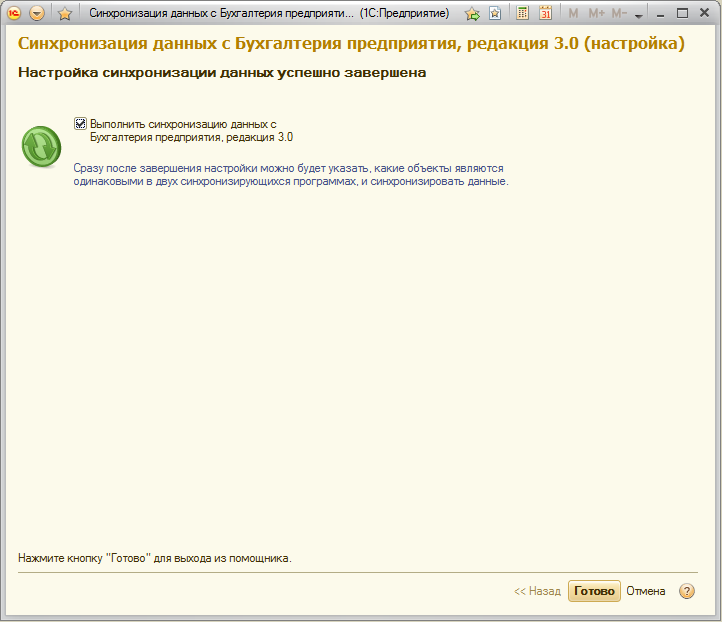 Синхронизация данных с Бухгалтерия предприяти... (1С:Предприятие)
31
M M+ M-
Синхронизация данных с Бухгалтерия предприятия, редакция 3.0 (настройка)
Настройка синхронизации данных успешно завершена
Выполнить синхронизацию данных с
Бухгалтерия предприятия, редакция 3.0
Сразу после завершения настройки можно будет указать, какие объекты являются
одинаковыми в двух синхронизирующихся программах, и синхронизировать данные.
Нажмите кнопку "Готово" для выхода из помощника.
<< Назад Готово Отмена ?